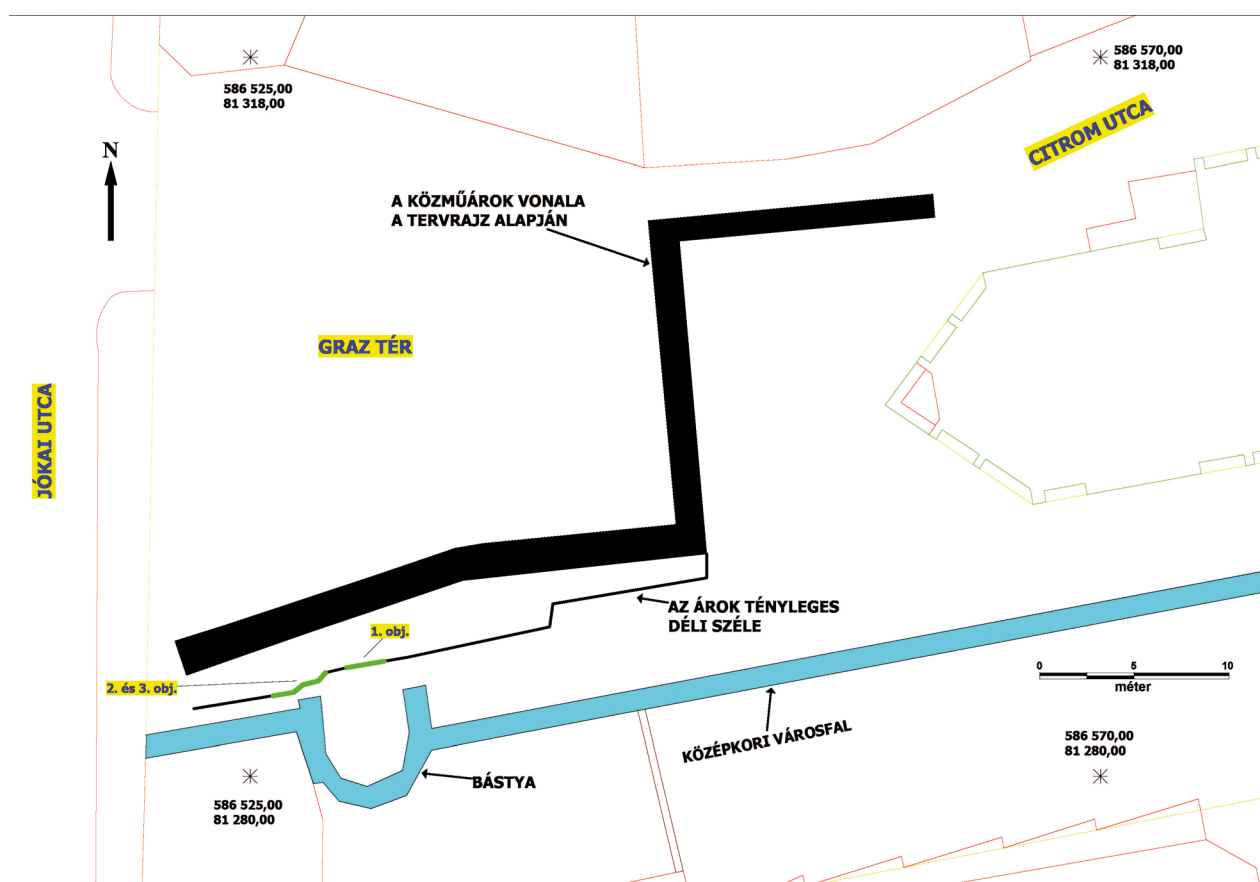 586 525,00
81 318,00
586 570,00
81 318,00
CITROM UTCA
N
A KÖZMŰÁROK VONALA
A TERVRAJZ ALAPJÁN
GRAZ TÉR
JÓKAI UTCA
AZ ÁROK TÉNYLEGES
DÉLI SZÉLE
1. obj.
2. és 3. obj.
0 5 10
méter
KÖZÉPKORI VÁROSFAL
586 570,00
81 280,00
BÁSTYA
586 525,00
81 280,00